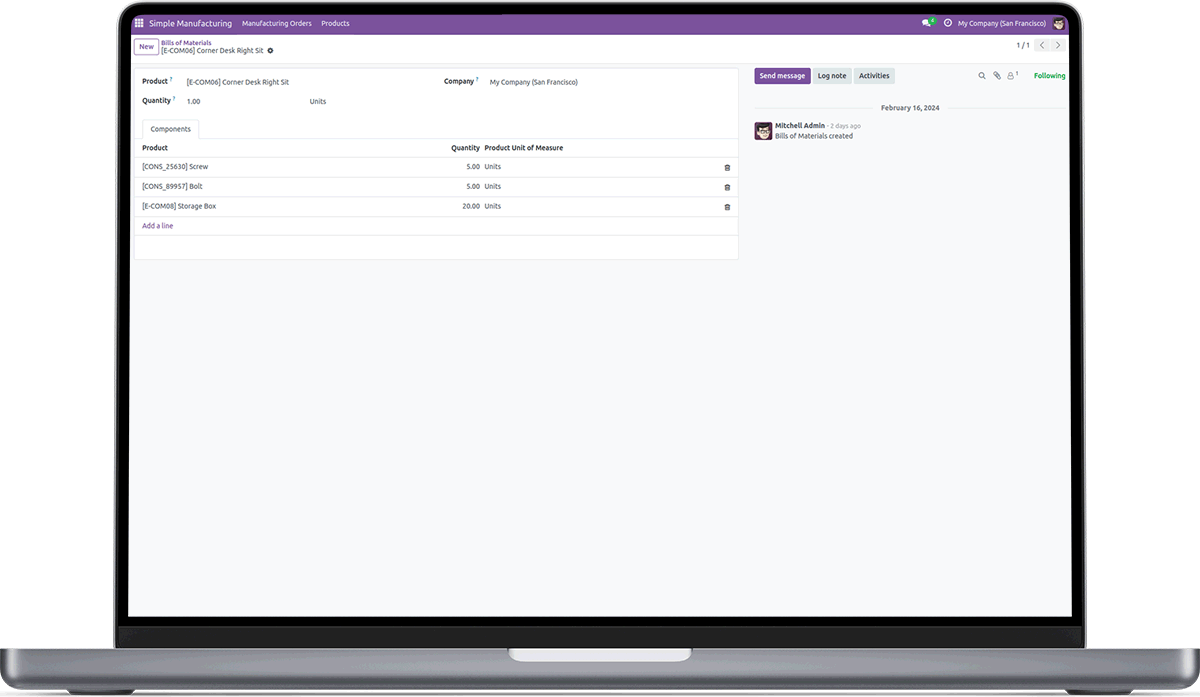 Simple Manufacturing Manufacturing Orders Products 4 My Company (San Francisco)
New Bills of Materials
[E-COM06] Corner Desk Right Sit 1 / 1
Product ? [E-COM06] Corner Desk Right Sit Company ? My Company (San Francisco)
Quantity ? 1.00 Units
Send message Log note Activities 1 Following
February 16, 2024
Mitchell Admin - 2 days ago
Bills of Materials created
Components
Product Quantity Product Unit of Measure
[CONS_25630] Screw 5.00 Units
[CONS_89957] Bolt 5.00 Units
[E-COM08] Storage Box 20.00 Units
Add a line